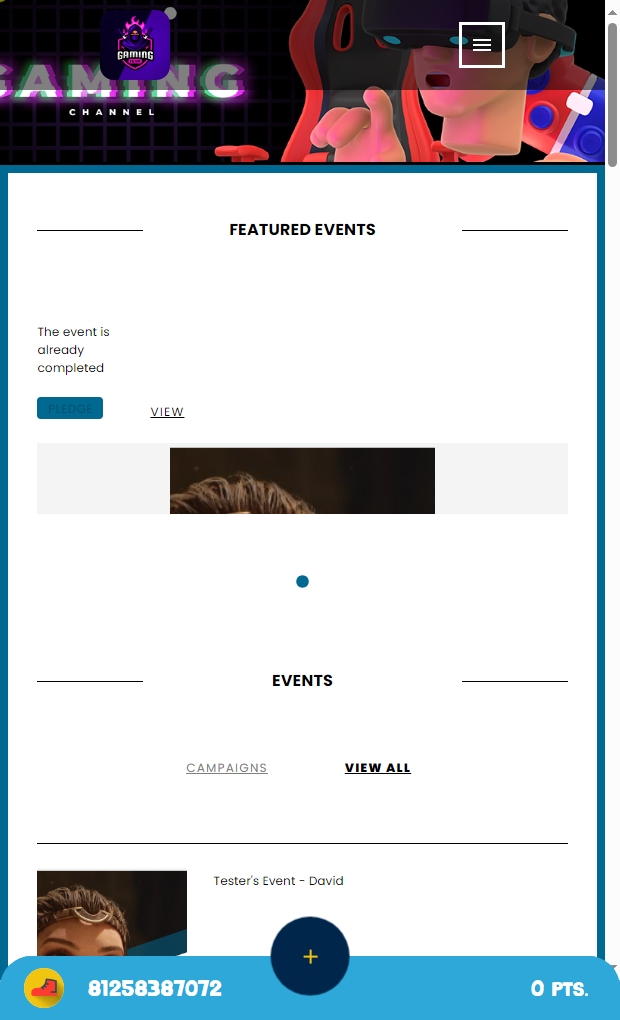 GAMING
GAMING
CHANNEL
FEATURED EVENTS
The event is
already
completed
PLEDGE
VIEW
EVENTS
CAMPAIGNS
VIEW ALL
Tester's Event - David
+
81258387072
0 PTS.